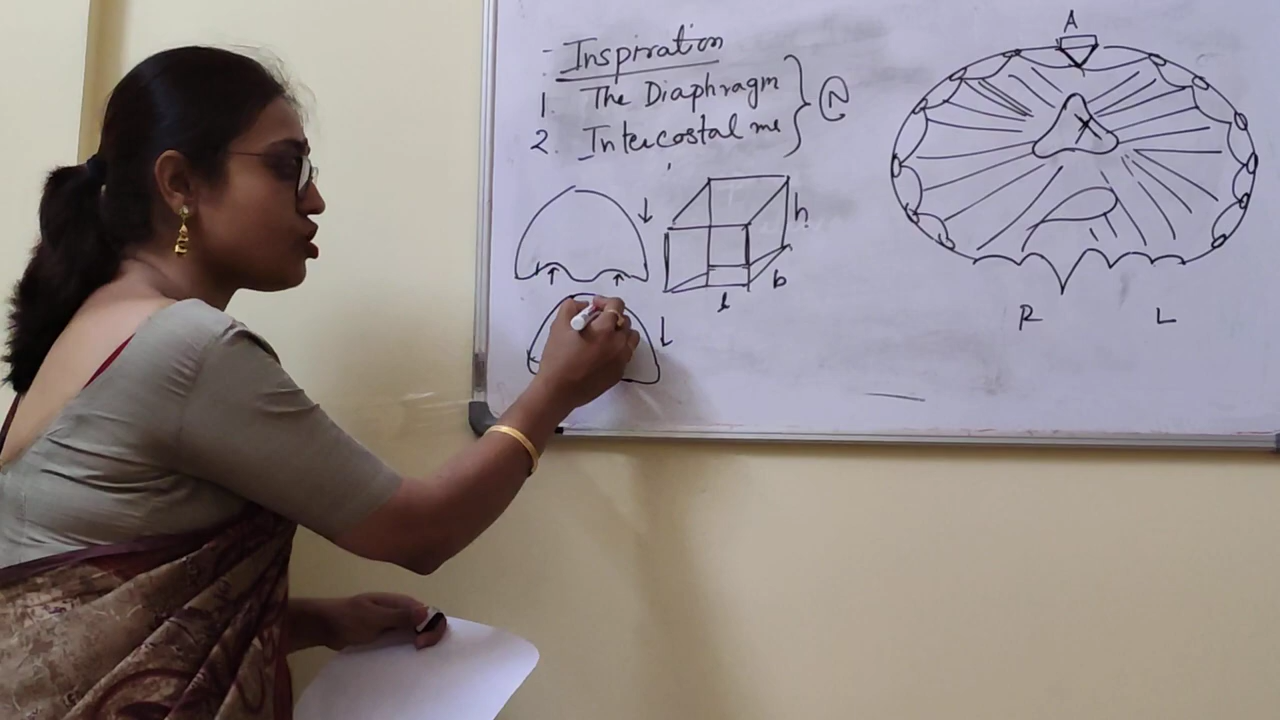 - Inspiration
1. The Diaphragm
2. Intercostal ms
N
h
b
l
A
R L